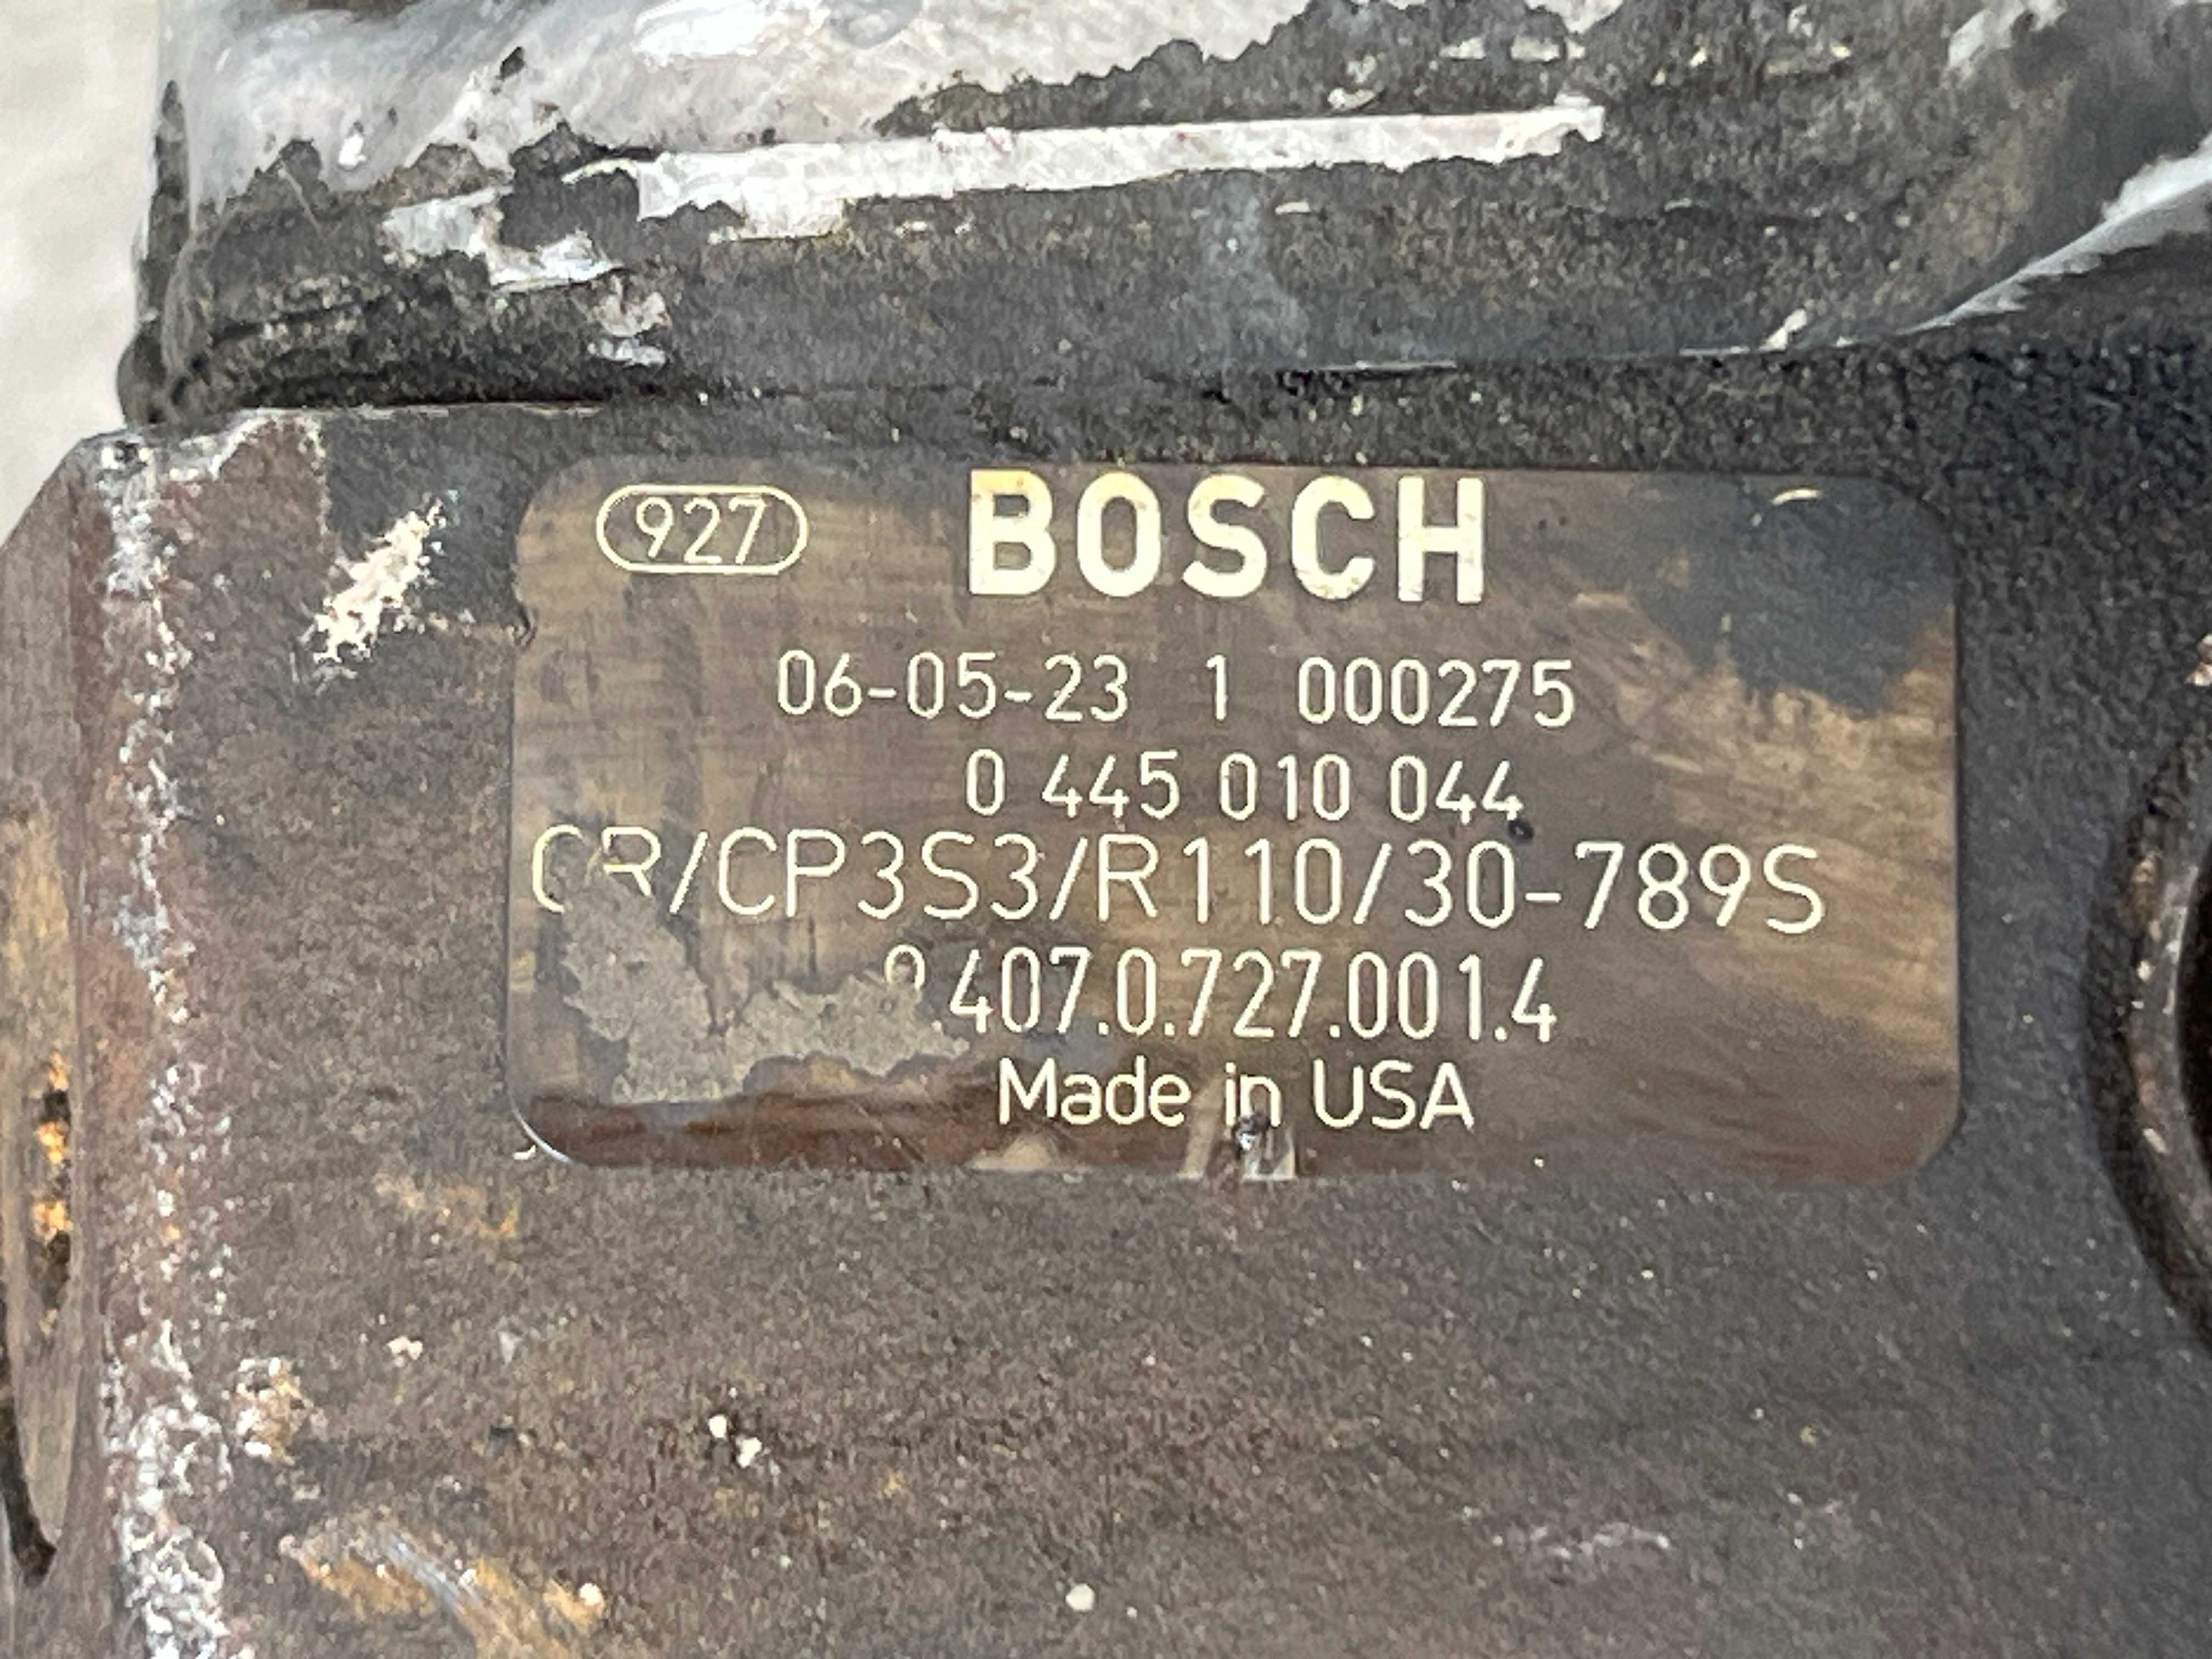 927 BOSCH
06-05-23 1 000275
0 445 010 044
CR/CP3S3/R110/30-789S
9.407.0.727.001.4
Made in USA